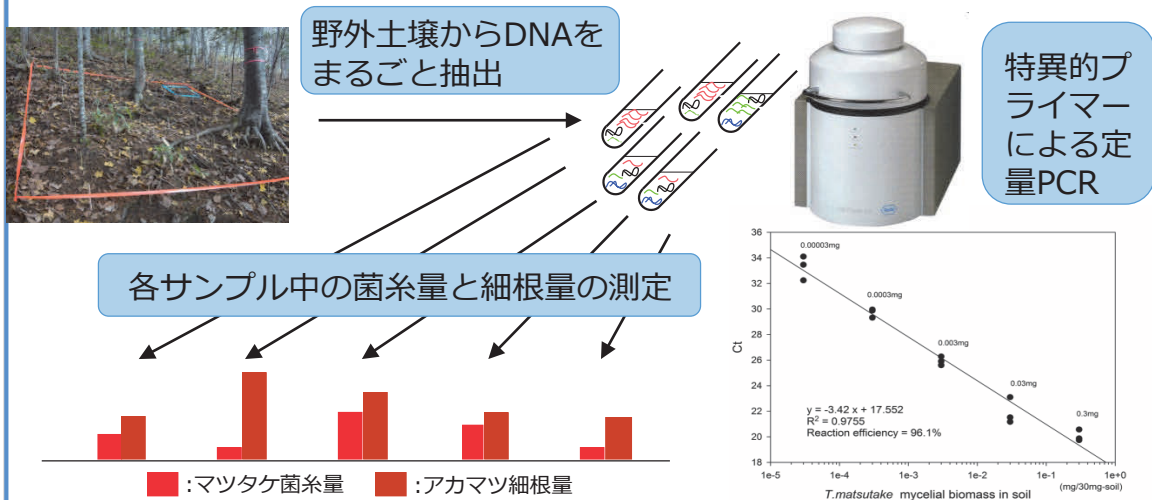 野外土壌からDNAを
まるごと抽出
特異的プ
ライマー
による定
量PCR
各サンプル中の菌糸量と細根量の測定
:マツタケ菌糸量
:アカマツ細根量
36
34
32
30
28
26
24
22
20
18
Ct
0.00003mg
0.0003mg
0.003mg
0.03mg
0.3mg
y = -3.42 x + 17.552
R² = 0.9755
Reaction efficiency = 96.1%
1e-5 1e-4 1e-3 1e-2 1e-1 1e+0
(mg/30mg-soil)
T.matsutake mycelial biomass in soil